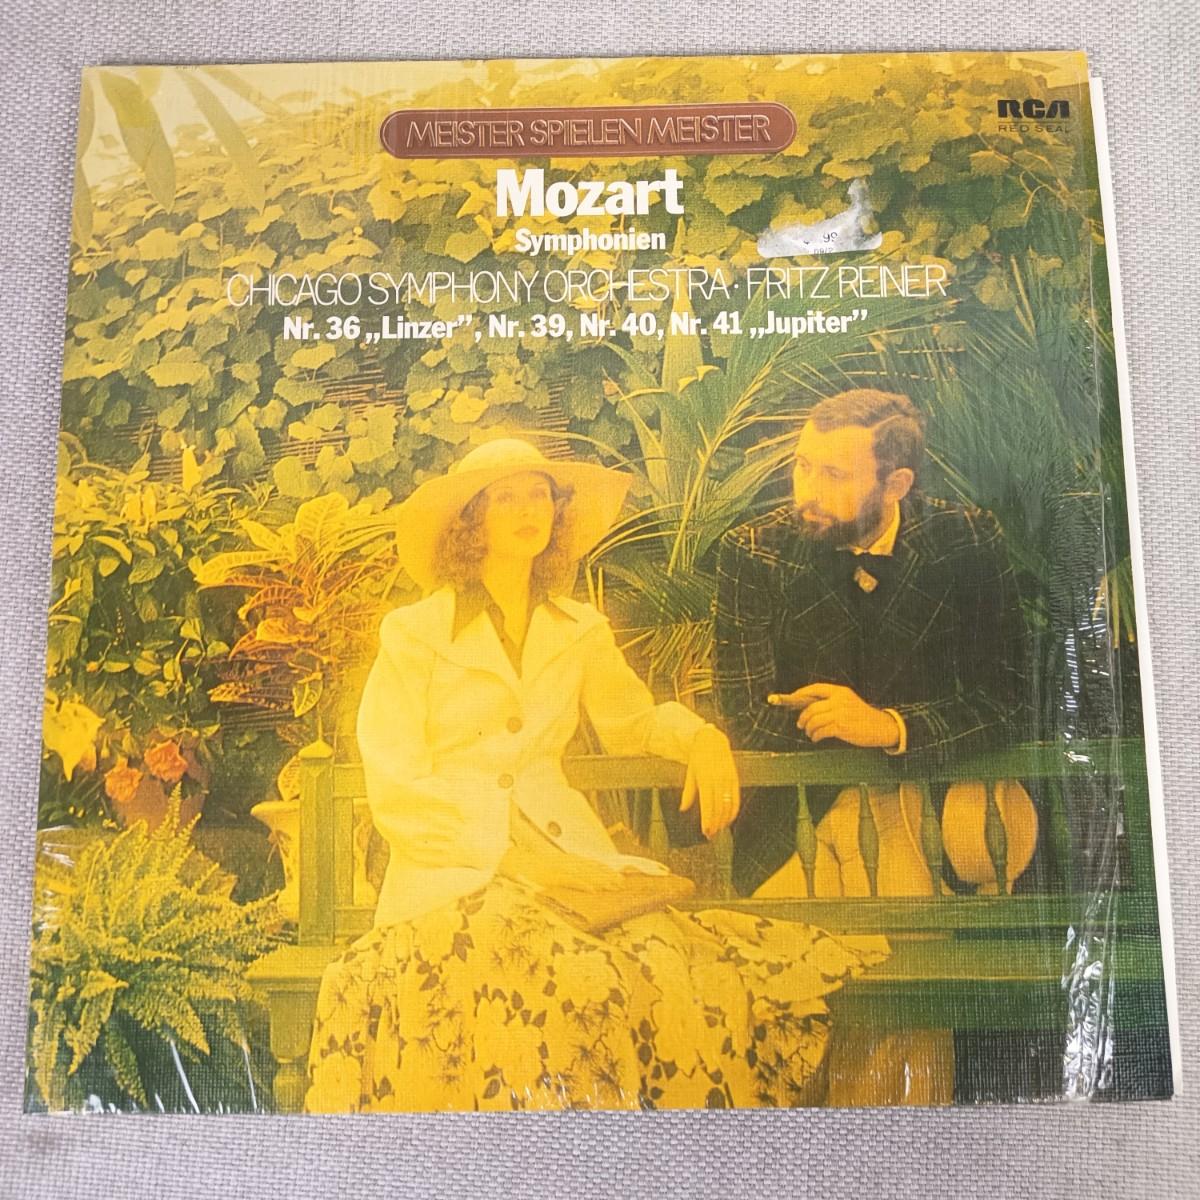 MEISTER SPIELEN MEISTER
RCA
RED SEAL
Mozart
Symphonien
CHICAGO SYMPHONY ORCHESTRA · FRITZ REINER
Nr. 36 „Linzer”, Nr. 39, Nr. 40, Nr. 41 „Jupiter”